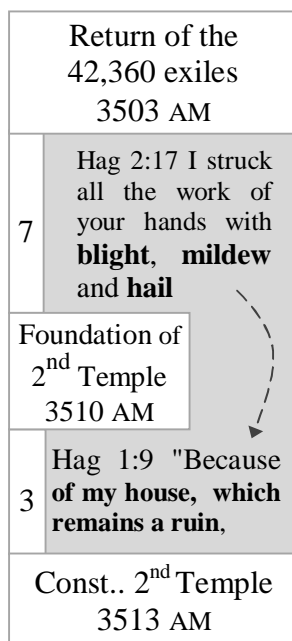 Return of the
42,360 exiles
3503 AM
7
Hag 2:17 I struck
all the work of
your hands with
blight, mildew
and hail
Foundation of
2nd Temple
3510 AM
3
Hag 1:9 "Because
of my house, which
remains a ruin,
Const.. 2nd Temple
3513 AM